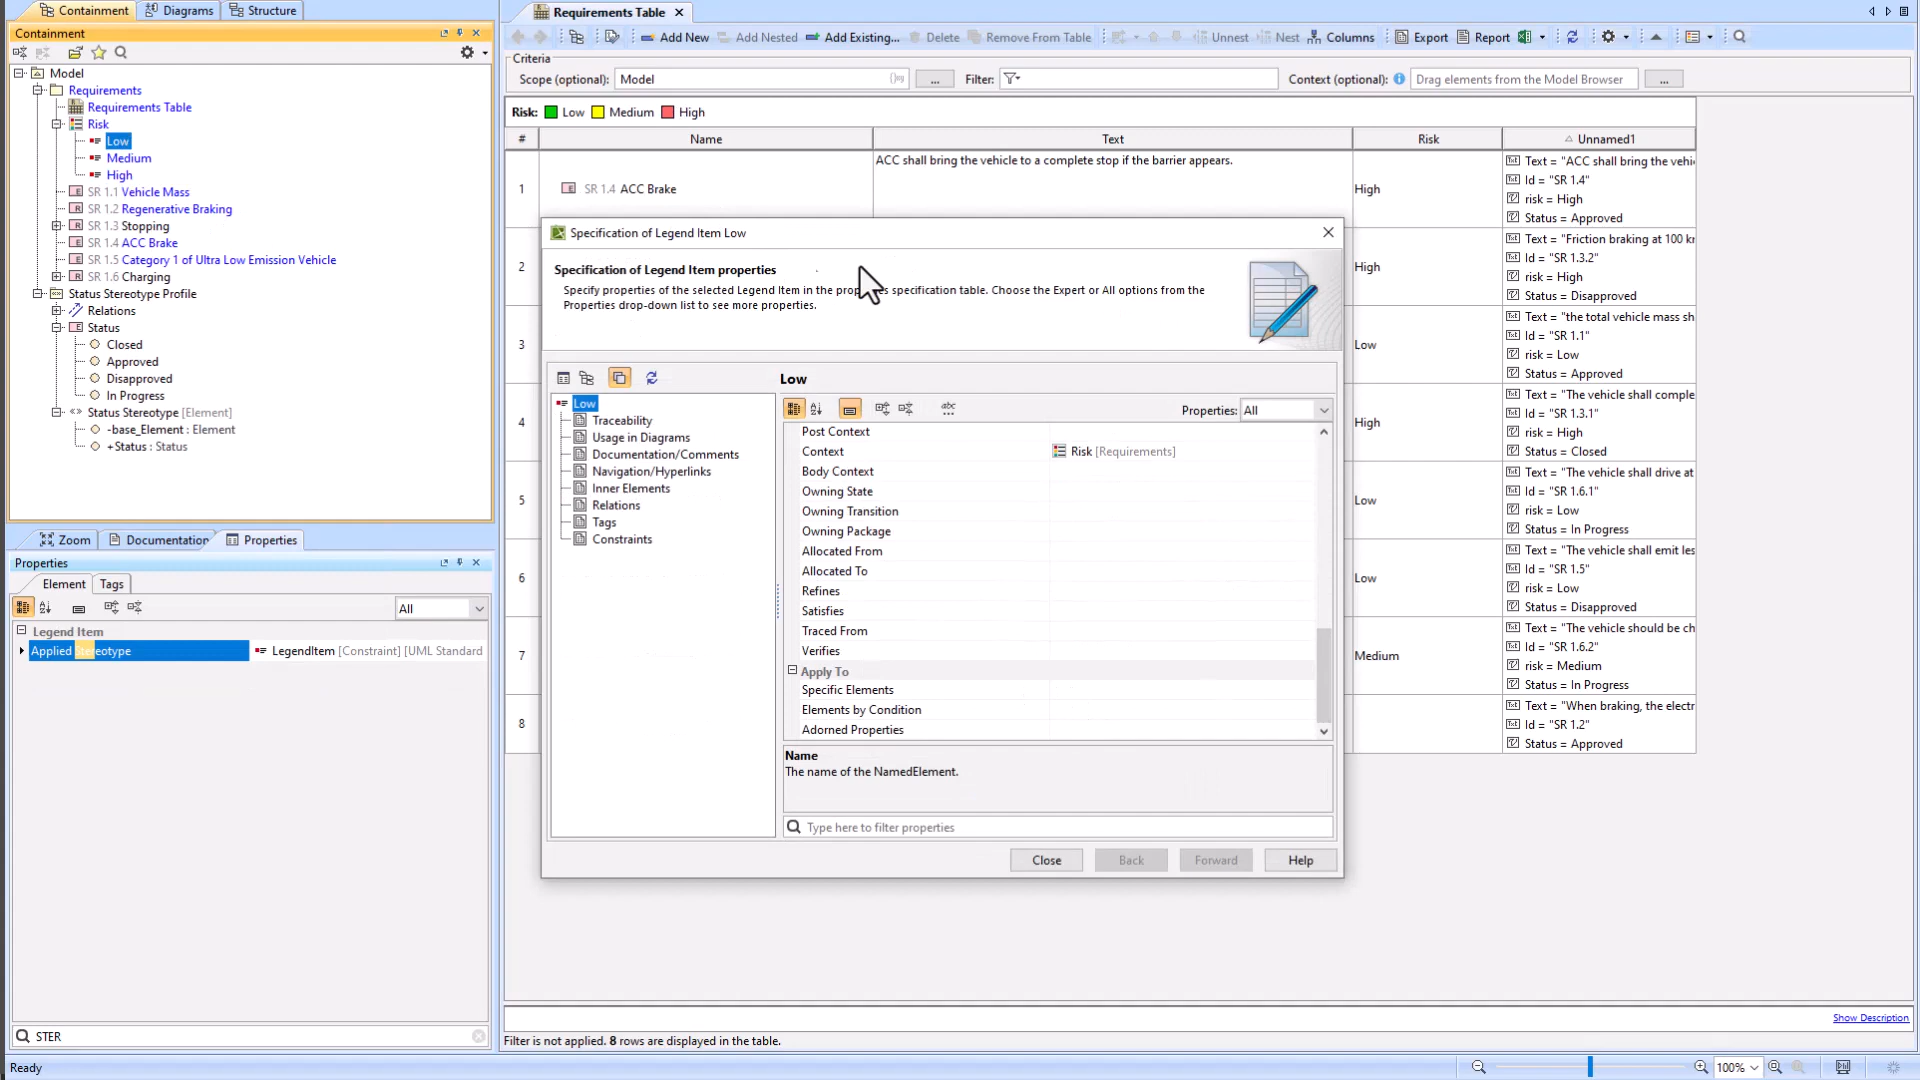 Containment Diagrams Structure
Containment
Model
Requirements
Requirements Table
Risk
Low
Medium
High
SR 1.1 Vehicle Mass
SR 1.2 Regenerative Braking
SR 1.3 Stopping
SR 1.4 ACC Brake
SR 1.5 Category 1 of Ultra Low Emission Vehicle
SR 1.6 Charging
Status Stereotype Profile
Relations
Status
Closed
Approved
Disapproved
In Progress
Status Stereotype [Element]
-base_Element : Element
+Status : Status
Zoom Documentation Properties
Properties
Element Tags
All
Legend Item
Applied Stereotype LegendItem [Constraint] [UML Standard
STER
Ready
Requirements Table
Add New Add Nested Add Existing... Delete Remove From Table Unnest Nest Columns Export Report
Criteria
Scope (optional): Model ... Filter: Context (optional): Drag elements from the Model Browser ...
Risk: Low Medium High
# Name Text Risk Unnamed1
1 SR 1.4 ACC Brake ACC shall bring the vehicle to a complete stop if the barrier appears. High
Text = "ACC shall bring the vehi
Id = "SR 1.4"
risk = High
Status = Approved
2 High
Text = "Friction braking at 100 kr
Id = "SR 1.3.2"
risk = High
Status = Disapproved
3 Low
Text = "the total vehicle mass sh
Id = "SR 1.1"
risk = Low
Status = Approved
4 High
Text = "The vehicle shall comple
Id = "SR 1.3.1"
risk = High
Status = Closed
5 Low
Text = "The vehicle shall drive at
Id = "SR 1.6.1"
risk = Low
Status = In Progress
6 Low
Text = "The vehicle shall emit les
Id = "SR 1.5"
risk = Low
Status = Disapproved
7 Medium
Text = "The vehicle should be ch
Id = "SR 1.6.2"
risk = Medium
Status = In Progress
8
Text = "When braking, the electr
Id = "SR 1.2"
Status = Approved
Specification of Legend Item Low
Specification of Legend Item properties
Specify properties of the selected Legend Item in the properties specification table. Choose the Expert or All options from the
Properties drop-down list to see more properties.
Low
Traceability
Usage in Diagrams
Documentation/Comments
Navigation/Hyperlinks
Inner Elements
Relations
Tags
Constraints
Low
Properties: All
Post Context
Context Risk [Requirements]
Body Context
Owning State
Owning Transition
Owning Package
Allocated From
Allocated To
Refines
Satisfies
Traced From
Verifies
Apply To
Specific Elements
Elements by Condition
Adorned Properties
Name
The name of the NamedElement.
Type here to filter properties
Close Back Forward Help
Show Description
Filter is not applied. 8 rows are displayed in the table.
100%